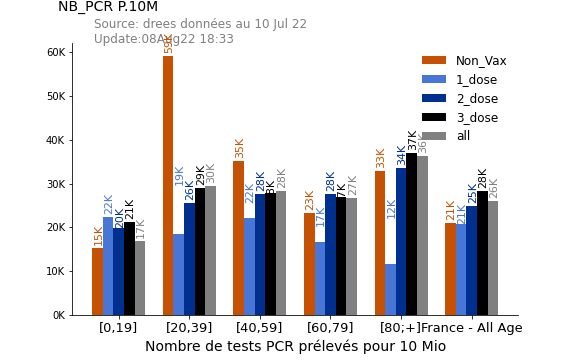 NB_PCR P.10M
Source: drees données au 10 Jul 22
Update:08Aug22 18:33
60K
50K
40K
30K
20K
10K
0K
Non_Vax
1_dose
2_dose
3_dose
all
15K 22K 20K 21K 17K
59K 19K 26K 29K 30K
35K 22K 28K 28K
23K 17K 28K 27K
33K 12K 34K 37K 36K
21K 21K 25K 28K 26K
[0,19] [20,39] [40,59] [60,79] [80;+] France - All Age
Nombre de tests PCR prélevés pour 10 Mio